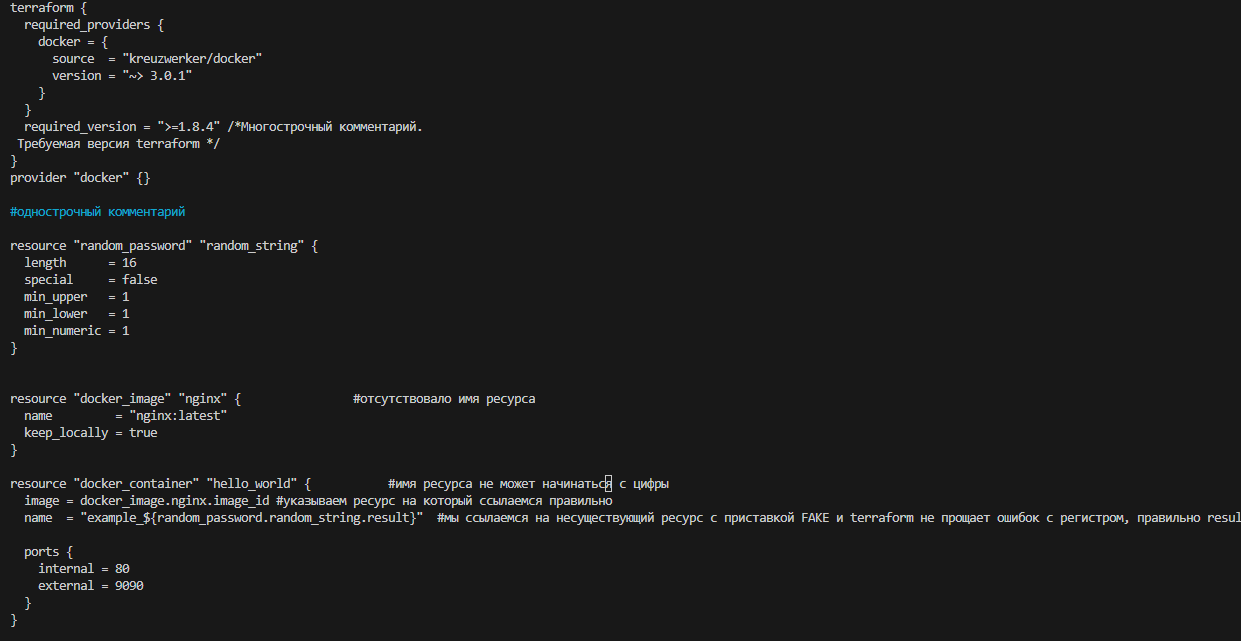 terraform {
  required_providers {
    docker = {
      source  = "kreuzwerker/docker"
      version = "~> 3.0.1"
    }
  }
  required_version = ">=1.8.4" /*Многострочный комментарий.
 Требуемая версия terraform */
}
provider "docker" {}
#однострочный комментарий
resource "random_password" "random_string" {
  length      = 16
  special     = false
  min_upper   = 1
  min_lower   = 1
  min_numeric = 1
}
resource "docker_image" "nginx" {                #отсутствовало имя ресурса
  name         = "nginx:latest"
  keep_locally = true
}
resource "docker_container" "hello_world" {           #имя ресурса не может начинаться с цифры
  image = docker_image.nginx.image_id #указываем ресурс на который ссылаемся правильно
  name  = "example_${random_password.random_string.result}"  #мы ссылаемся на несуществующий ресурс с приставкой FAKE и terraform не прощает ошибок с регистром, правильно resul
  ports {
    internal = 80
    external = 9090
  }
}